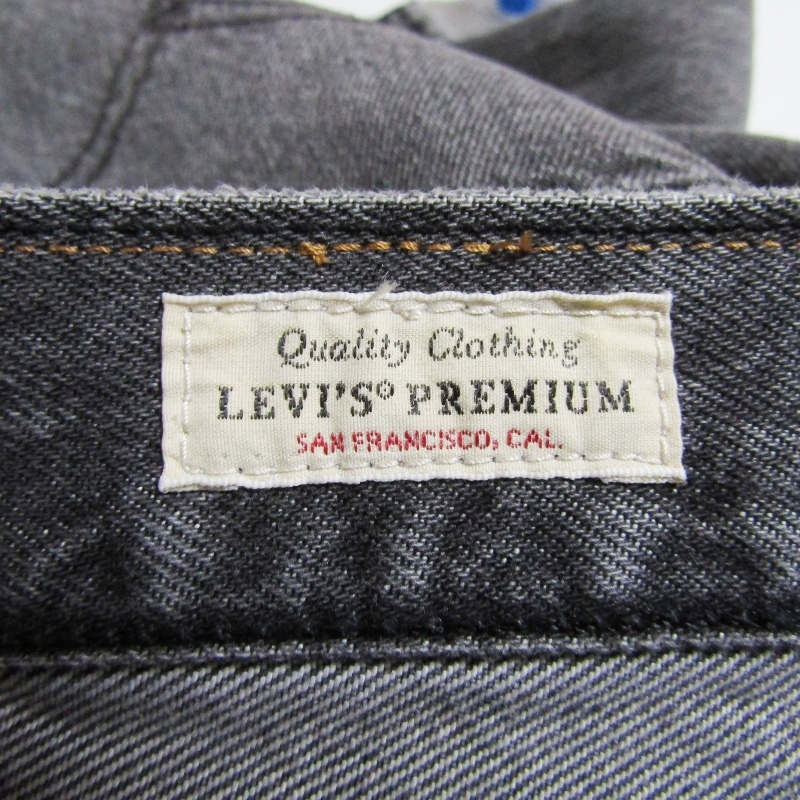 Quality Clothing
LEVI'S® PREMIUM
SAN FRANCISCO, CAL.